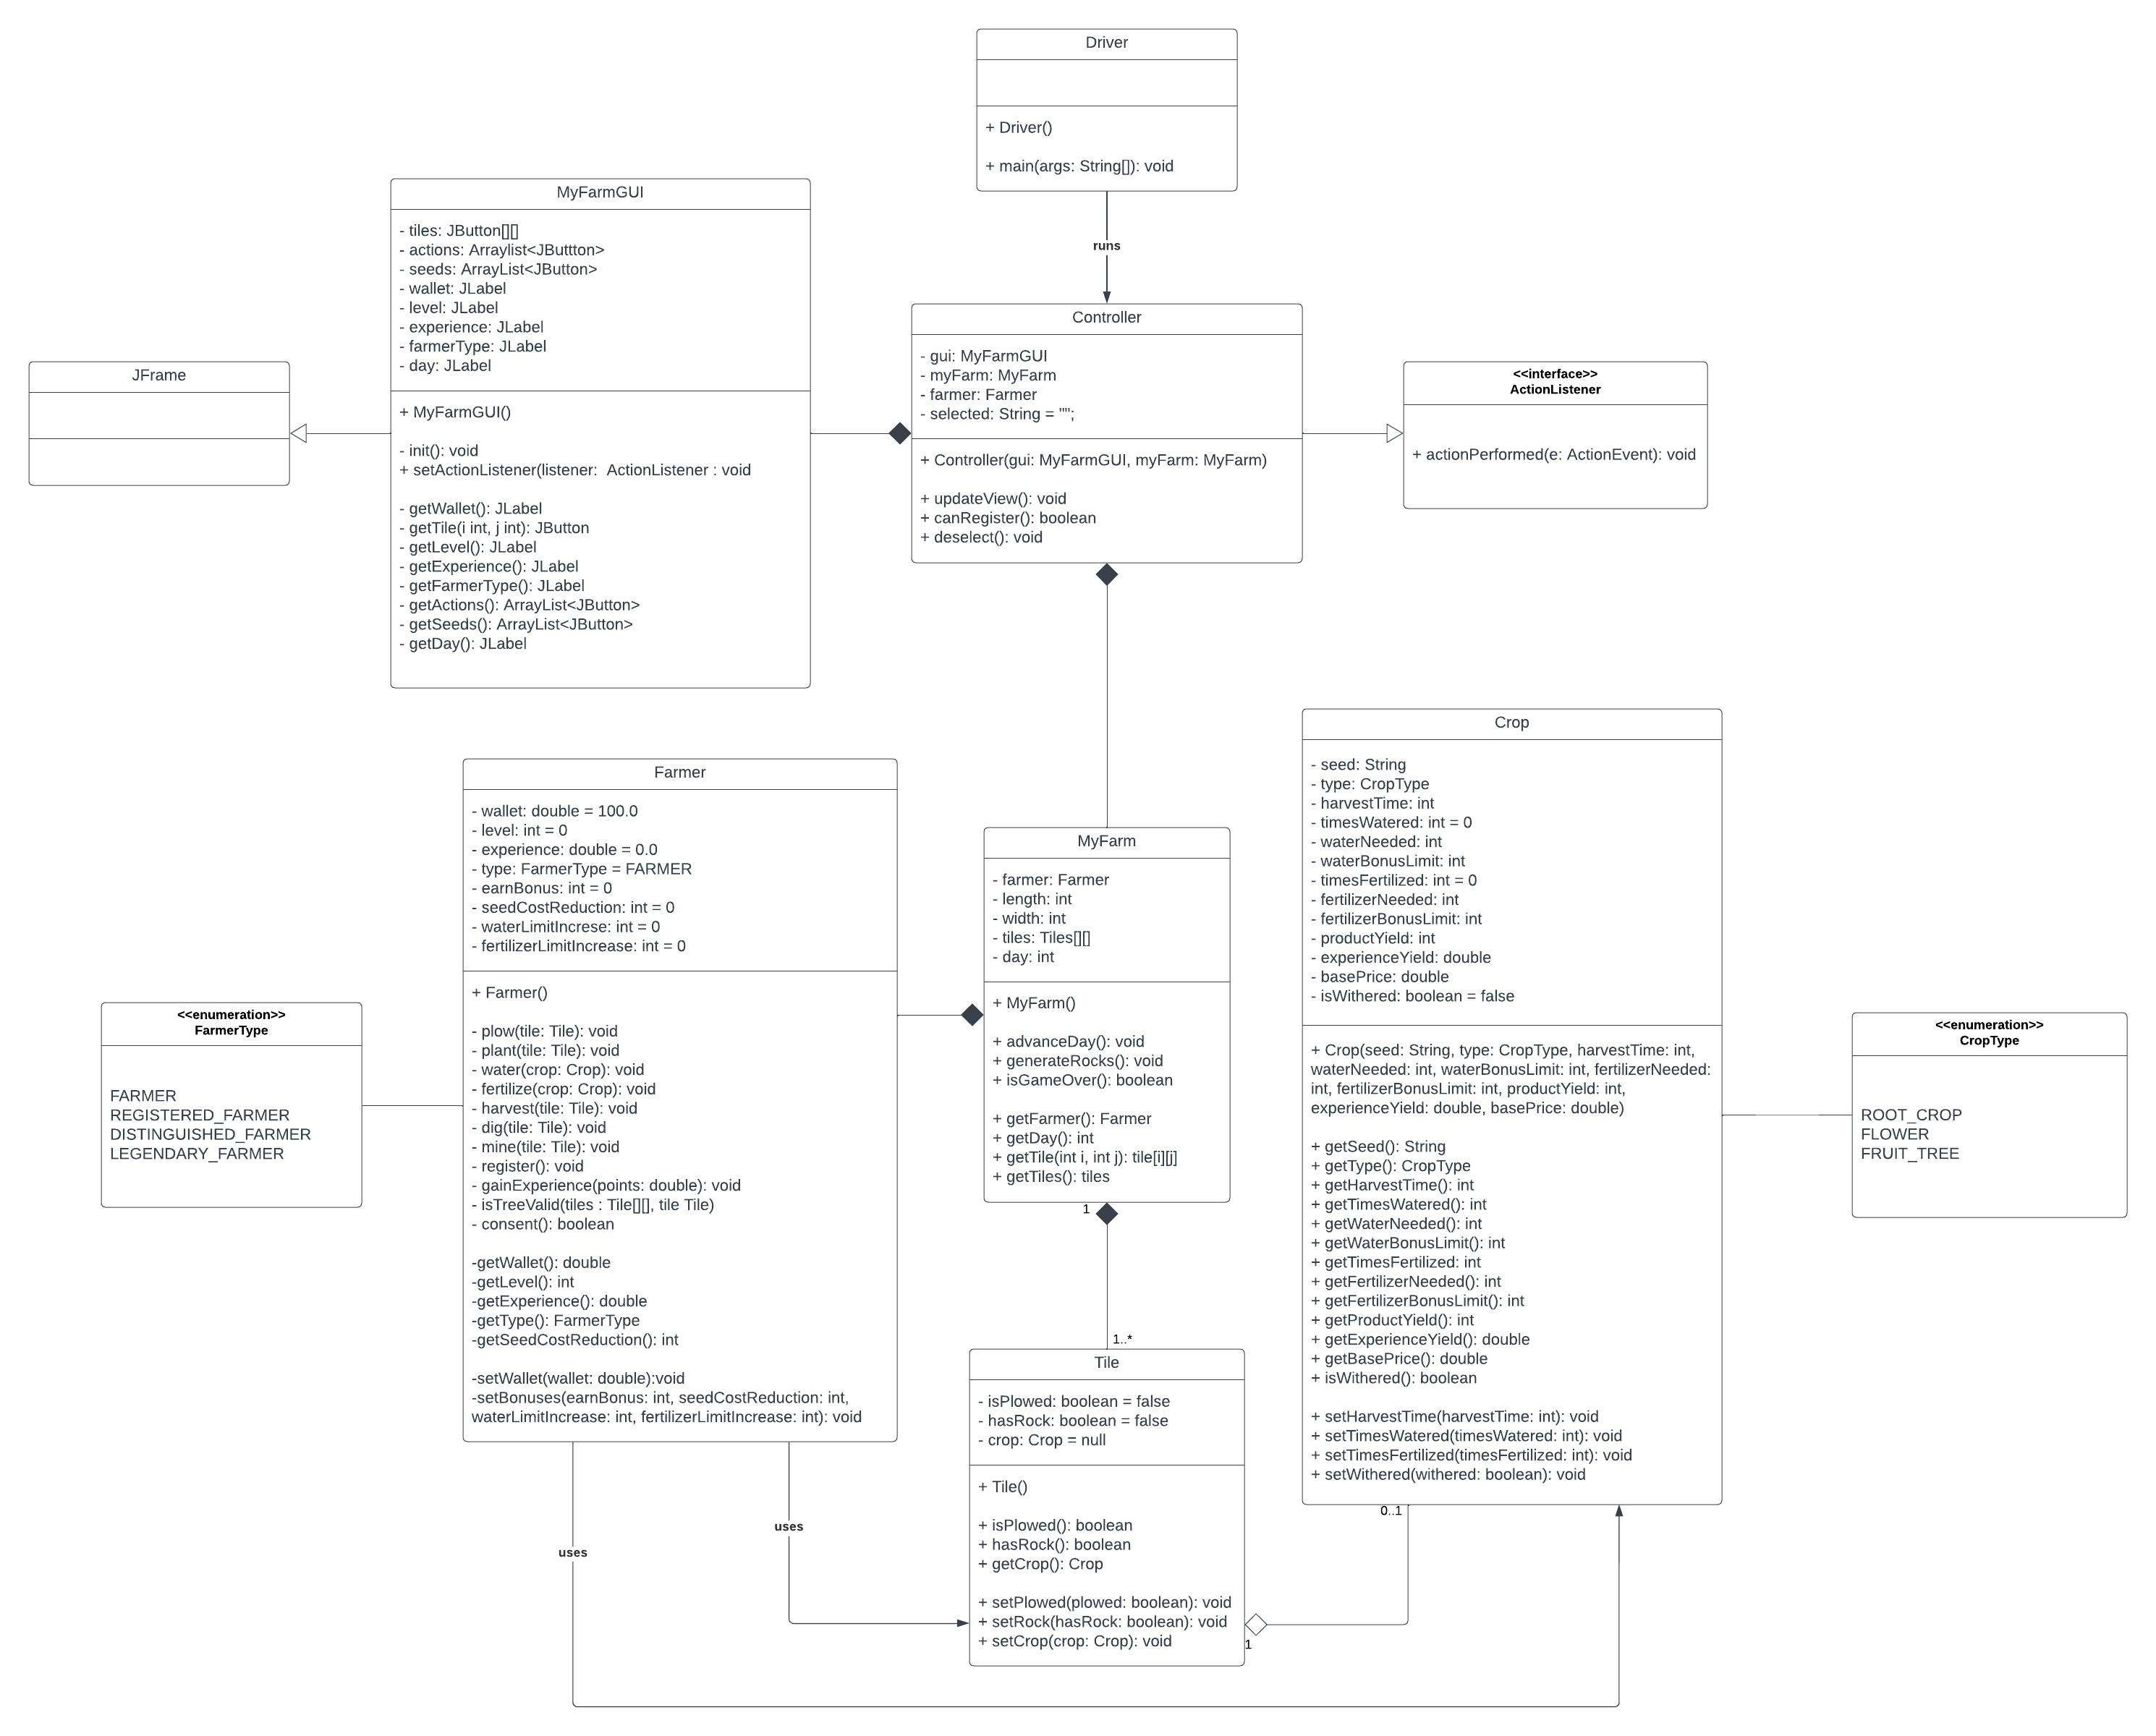 Driver
+ Driver()
+ main(args: String[]): void
runs
MyFarmGUI
- tiles: JButton[][]
- actions: Arraylist<JButtton>
- seeds: ArrayList<JButton>
- wallet: JLabel
- level: JLabel
- experience: JLabel
- farmerType: JLabel
- day: JLabel
+ MyFarmGUI()
- init(): void
+ setActionListener(listener:  ActionListener : void
- getWallet(): JLabel
- getTile(i int, j int): JButton
- getLevel(): JLabel
- getExperience(): JLabel
- getFarmerType(): JLabel
- getActions(): ArrayList<JButton>
- getSeeds(): ArrayList<JButton>
- getDay(): JLabel
JFrame
Controller
- gui: MyFarmGUI
- myFarm: MyFarm
- farmer: Farmer
- selected: String = "";
+ Controller(gui: MyFarmGUI, myFarm: MyFarm)
+ updateView(): void
+ canRegister(): boolean
+ deselect(): void
<<interface>>
ActionListener
+ actionPerformed(e: ActionEvent): void
Farmer
- wallet: double = 100.0
- level: int = 0
- experience: double = 0.0
- type: FarmerType = FARMER
- earnBonus: int = 0
- seedCostReduction: int = 0
- waterLimitIncrese: int = 0
- fertilizerLimitIncrease: int = 0
+ Farmer()
- plow(tile: Tile): void
- plant(tile: Tile): void
- water(crop: Crop): void
- fertilize(crop: Crop): void
- harvest(tile: Tile): void
- dig(tile: Tile): void
- mine(tile: Tile): void
- register(): void
- gainExperience(points: double): void
- isTreeValid(tiles : Tile[][], tile Tile)
- consent(): boolean
-getWallet(): double
-getLevel(): int
-getExperience(): double
-getType(): FarmerType
-getSeedCostReduction(): int
-setWallet(wallet: double):void
-setBonuses(earnBonus: int, seedCostReduction: int,
waterLimitIncrease: int, fertilizerLimitIncrease: int): void
<<enumeration>>
FarmerType
FARMER
REGISTERED_FARMER
DISTINGUISHED_FARMER
LEGENDARY_FARMER
MyFarm
- farmer: Farmer
- length: int
- width: int
- tiles: Tiles[][]
- day: int
+ MyFarm()
+ advanceDay(): void
+ generateRocks(): void
+ isGameOver(): boolean
+ getFarmer(): Farmer
+ getDay(): int
+ getTile(int i, int j): tile[i][j]
+ getTiles(): tiles
1
1..*
Crop
- seed: String
- type: CropType
- harvestTime: int
- timesWatered: int = 0
- waterNeeded: int
- waterBonusLimit: int
- timesFertilized: int = 0
- fertilizerNeeded: int
- fertilizerBonusLimit: int
- productYield: int
- experienceYield: double
- basePrice: double
- isWithered: boolean = false
+ Crop(seed: String, type: CropType, harvestTime: int,
waterNeeded: int, waterBonusLimit: int, fertilizerNeeded:
int, fertilizerBonusLimit: int, productYield: int,
experienceYield: double, basePrice: double)
+ getSeed(): String
+ getType(): CropType
+ getHarvestTime(): int
+ getTimesWatered(): int
+ getWaterNeeded(): int
+ getWaterBonusLimit(): int
+ getTimesFertilized: int
+ getFertilizerNeeded(): int
+ getFertilizerBonusLimit(): int
+ getProductYield(): int
+ getExperienceYield(): double
+ getBasePrice(): double
+ isWithered(): boolean
+ setHarvestTime(harvestTime: int): void
+ setTimesWatered(timesWatered: int): void
+ setTimesFertilized(timesFertilized: int): void
+ setWithered(withered: boolean): void
<<enumeration>>
CropType
ROOT_CROP
FLOWER
FRUIT_TREE
Tile
- isPlowed: boolean = false
- hasRock: boolean = false
- crop: Crop = null
+ Tile()
+ isPlowed(): boolean
+ hasRock(): boolean
+ getCrop(): Crop
+ setPlowed(plowed: boolean): void
+ setRock(hasRock: boolean): void
+ setCrop(crop: Crop): void
0..1
1
uses
uses